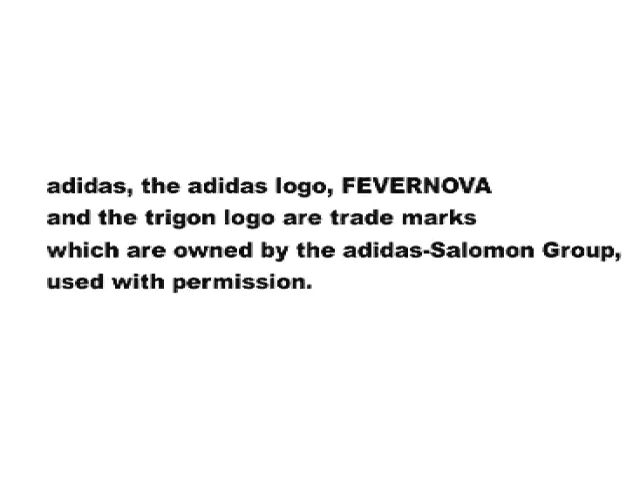 adidas, the adidas logo, FEVERNOVA
and the trigon logo are trade marks
which are owned by the adidas-Salomon Group,
used with permission.